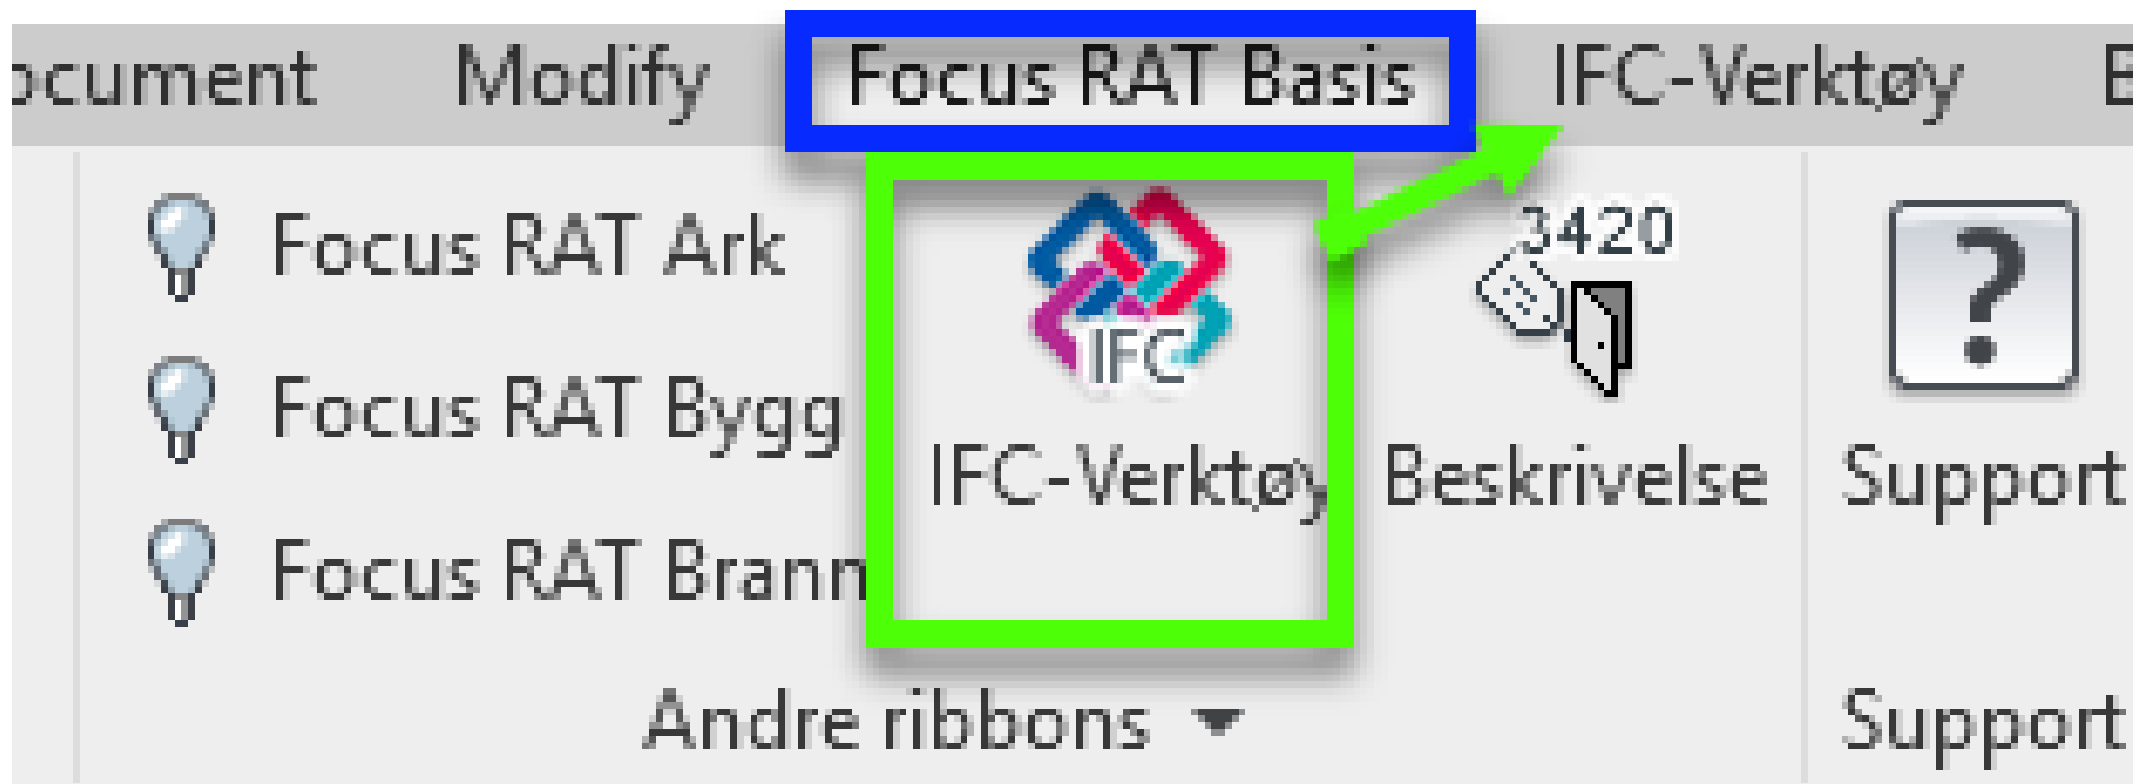 ocument Modify Focus RAT Basis IFC-Verktøy B
Focus RAT Ark
Focus RAT Bygg
Focus RAT Brann
IFC
IFC-Verktøy
3420
Beskrivelse
?
Support
Andre ribbons
Support